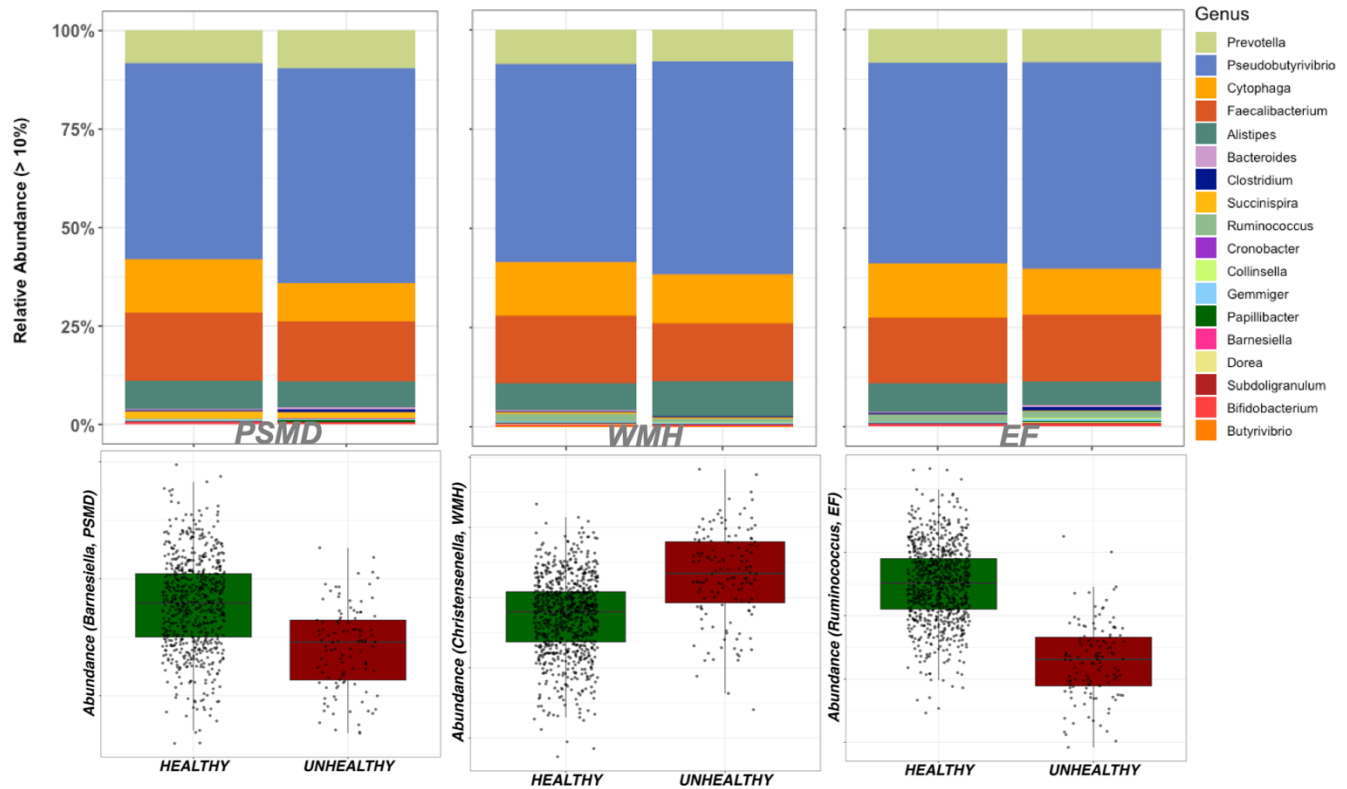 Relative Abundance (> 10%)
100%
75%
50%
25%
0%
PSMD
WMH
EF
Genus
Prevotella
Pseudobutyrivibrio
Cytophaga
Faecalibacterium
Alistipes
Bacteroides
Clostridium
Succinispira
Ruminococcus
Cronobacter
Collinsella
Gemmiger
Papillibacter
Barnesiella
Dorea
Subdoligranulum
Bifidobacterium
Butyrivibrio
Abundance (Barnesiella, PSMD)
HEALTHY
UNHEALTHY
Abundance (Christensenella, WMH)
HEALTHY
UNHEALTHY
Abundance (Ruminococcus, EF)
HEALTHY
UNHEALTHY